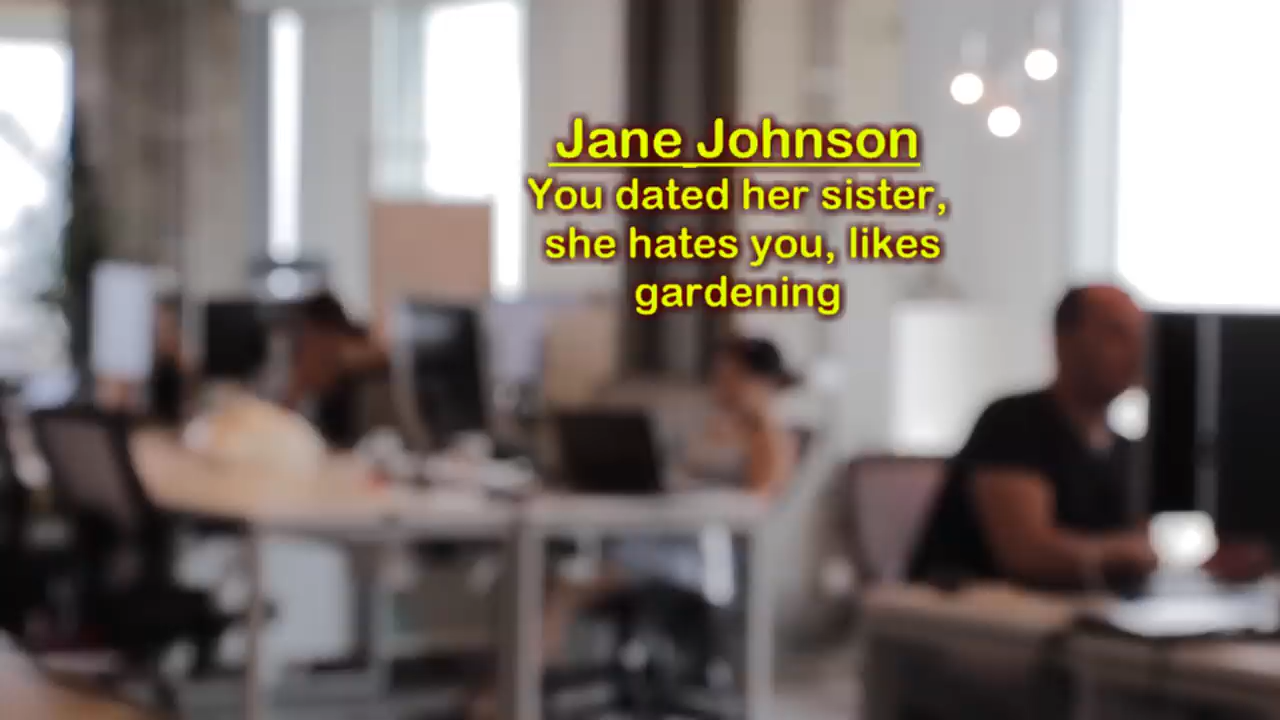 Jane Johnson
You dated her sister,
she hates you, likes
gardening